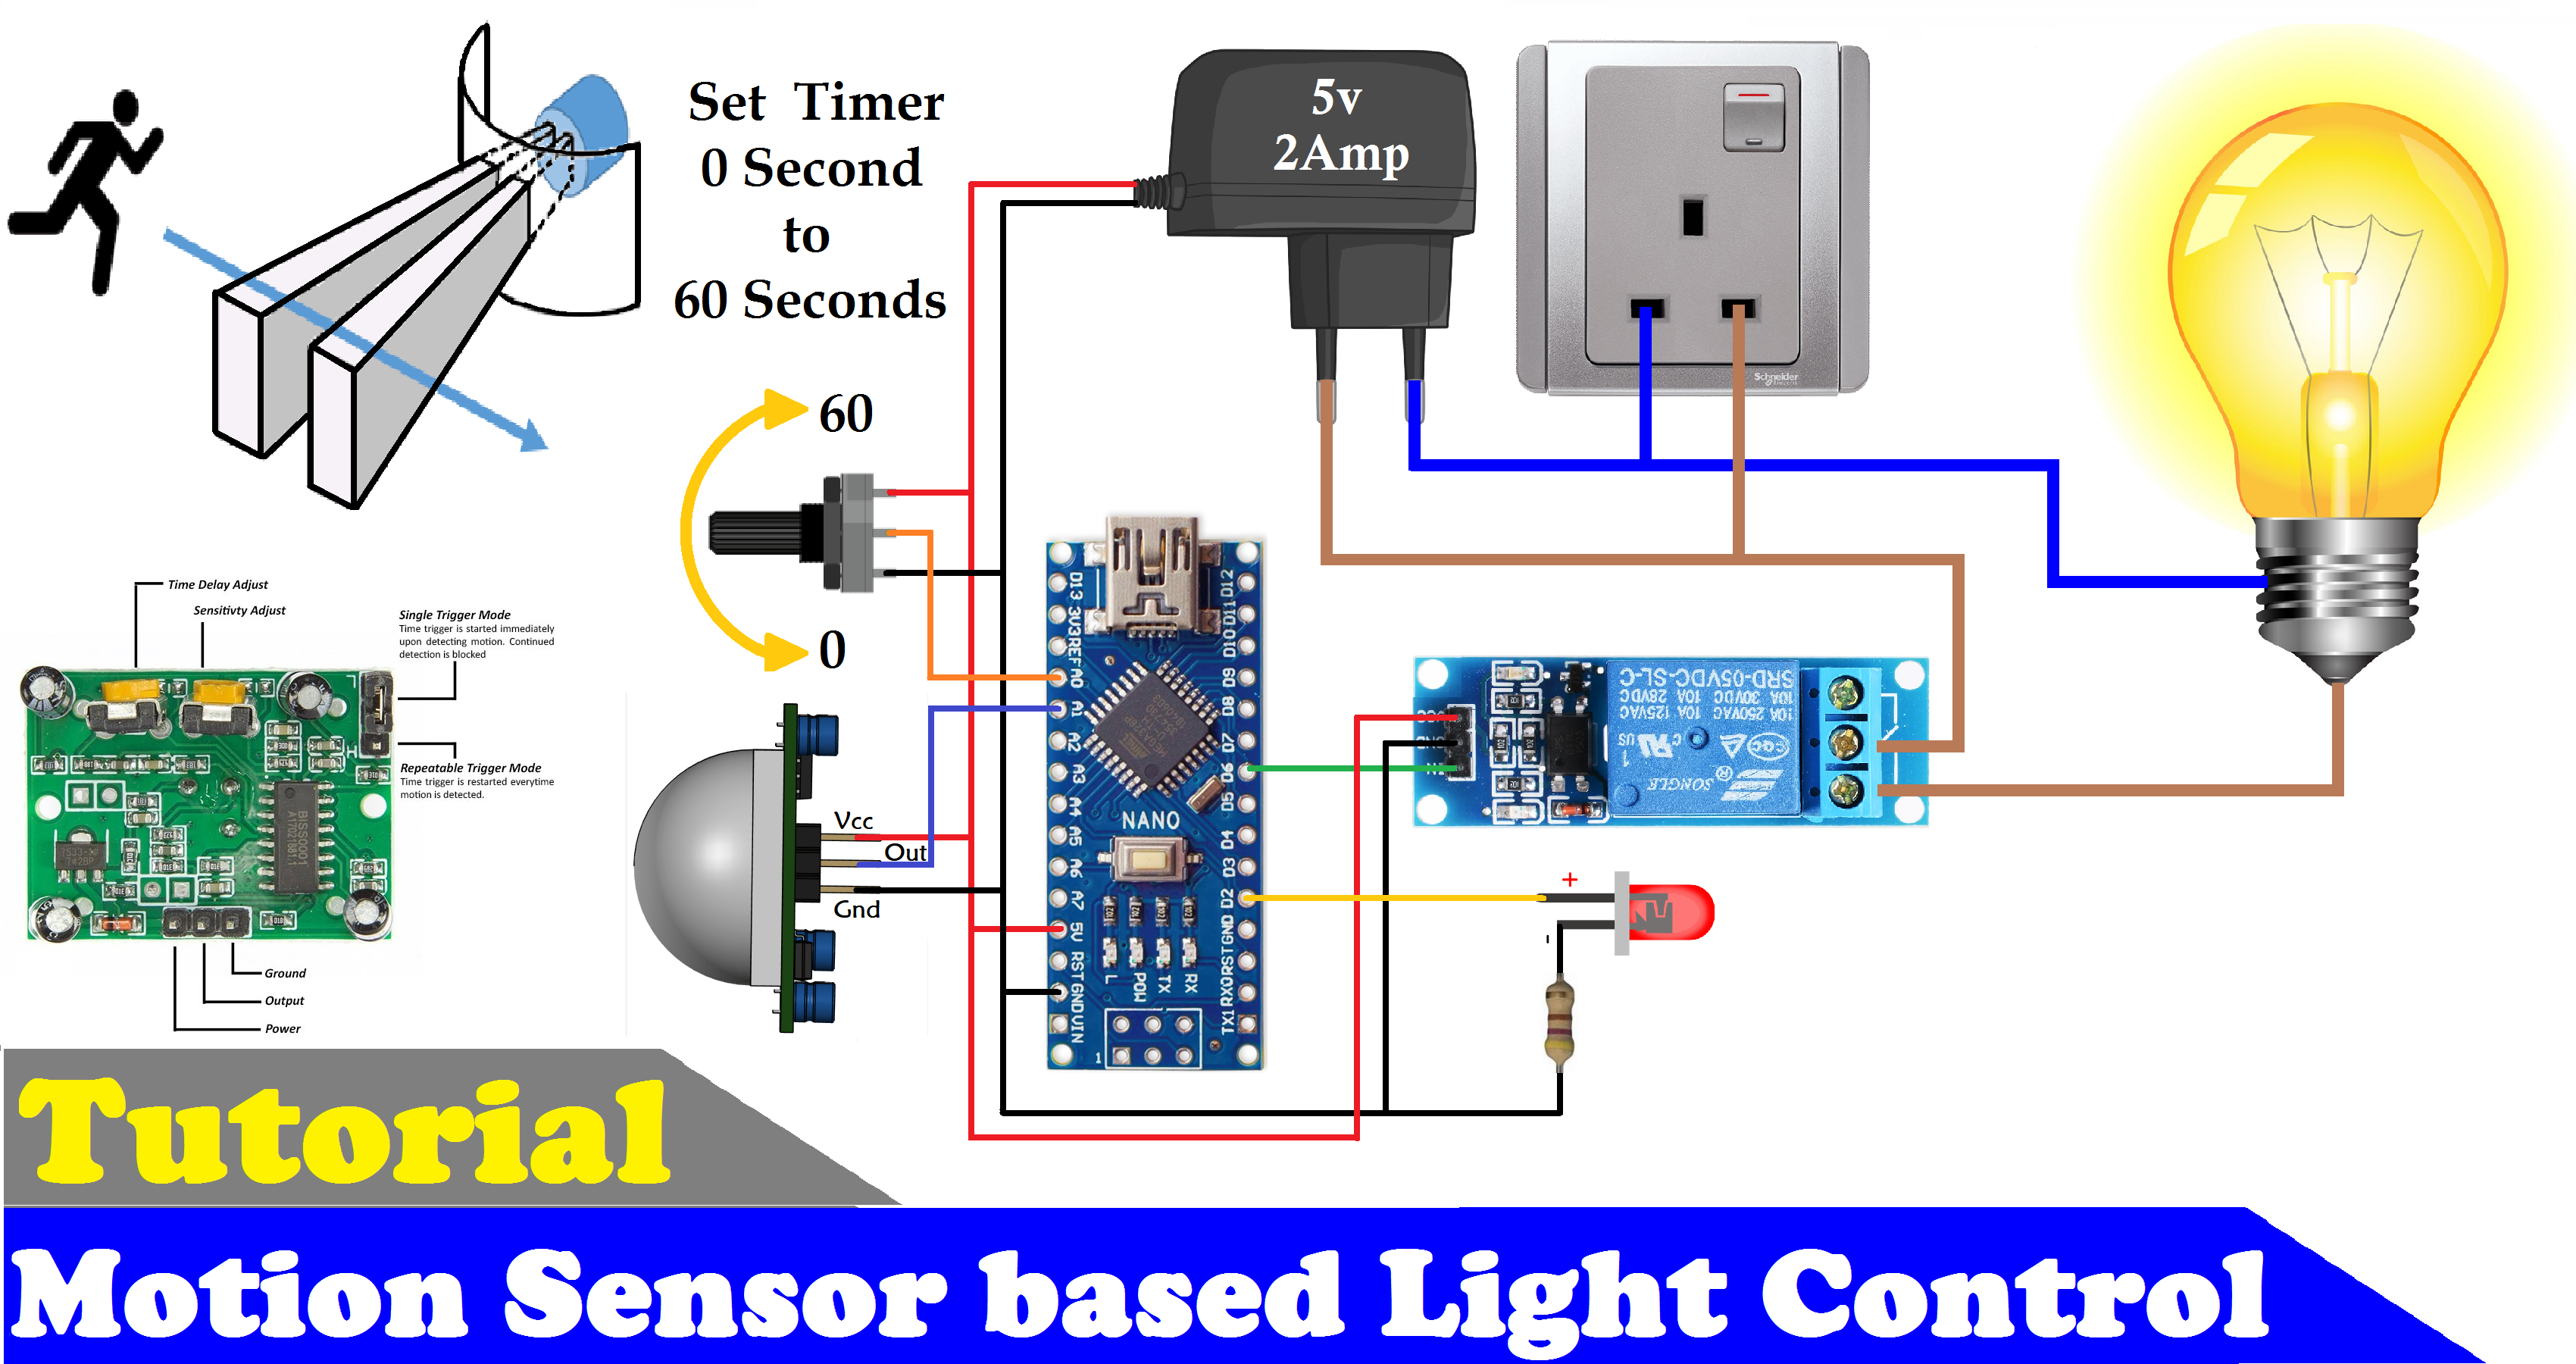 Set Timer
0 Second
to
60 Seconds
5v
2Amp
Schneider
60
0
Time Delay Adjust
Sensitivty Adjust
Single Trigger Mode
Time trigger is started immediately
upon detecting motion. Continued
detection is blocked
Repeatable Trigger Mode
Time trigger is restarted everytime
motion is detected.
BISS0001
Ground
Output
Power
Vcc
Out
Gnd
D13
3V3
REF
A0
A1
A2
A3
A4
A5
A6
A7
5V
RST
GND
VIN
D12
D11
D10
D9
D8
D7
D6
D5
D4
D3
D2
GND
RST
RX0
TX1
NANO
L
POW
TX
RX
1
SRD-05VDC-SL-C
10A 30VDC 10A 28VDC
10A 250VAC 10A 125VAC
SONGLE
+
-
Tutorial
Motion Sensor based Light Control